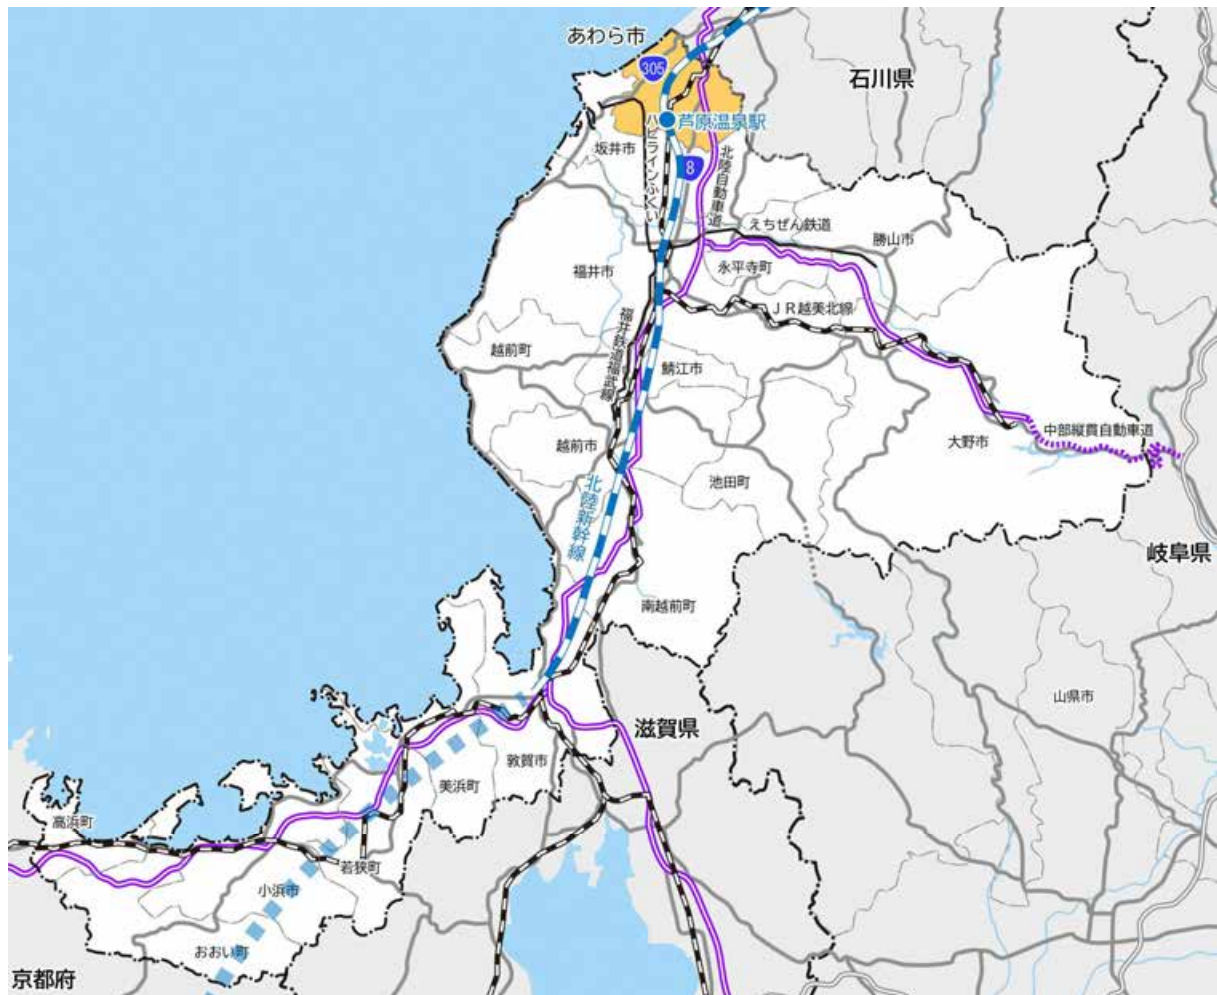 あわら市
305
石川県
芦原温泉駅
坂井市
ハピラインふくい
8
北陸自動車道
えちぜん鉄道
勝山市
福井市
永平寺町
JR越美北線
福井鉄道福武線
越前町
鯖江市
越前市
大野市
中部縦貫自動車道
池田町
北陸新幹線
岐阜県
南越前町
山県市
滋賀県
敦賀市
美浜町
高浜町
若狭町
小浜市
おおい町
京都府